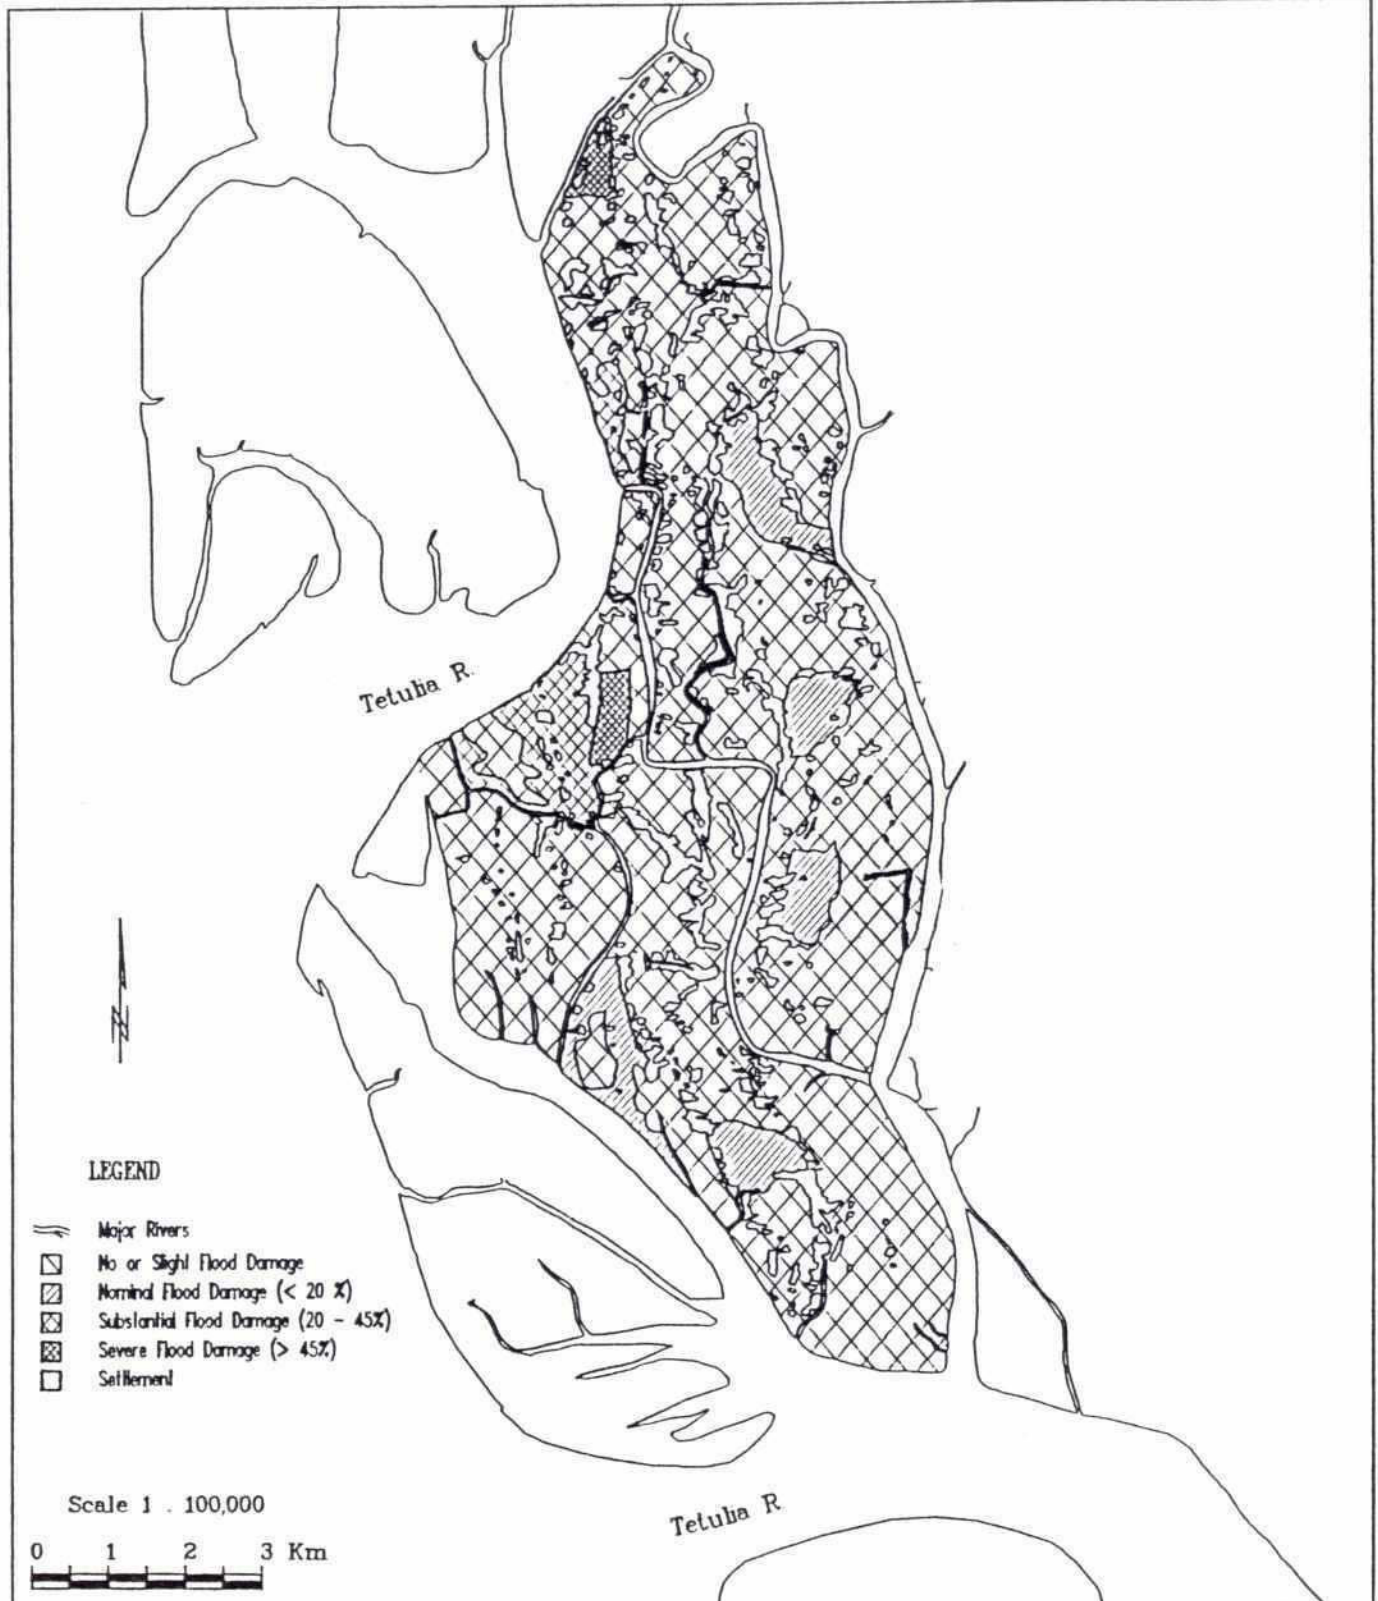 Tetulia R.
LEGEND
Major Rivers
No or Slight Flood Damage
Nominal Flood Damage (< 20 %)
Substantial Flood Damage (20 - 45%)
Severe Flood Damage (> 45%)
Settlement
Scale 1 . 100,000
0 1 2 3 Km
Tetulia R